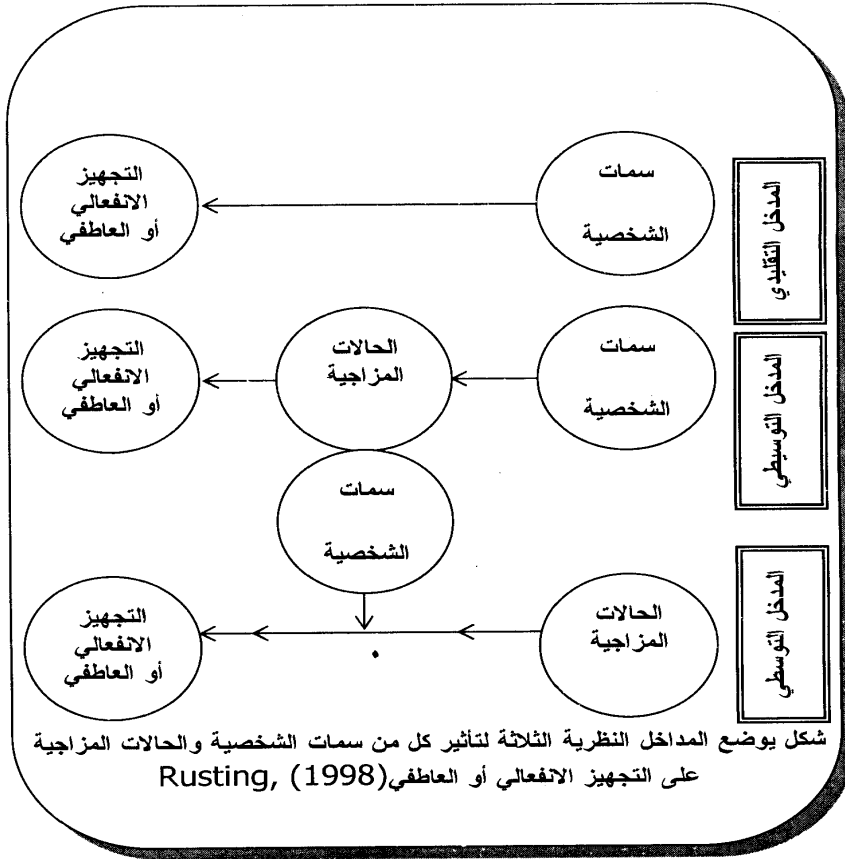 سمات
الشخصية
التجهيز
الانفعالي
أو العاطفي
المدخل التقليدي
سمات
الشخصية
الحالات
المزاجية
التجهيز
الانفعالي
أو العاطفي
المدخل التوسيطي
سمات
الشخصية
الحالات
المزاجية
التجهيز
الانفعالي
أو العاطفي
المدخل التوسطي
شكل يوضع المداخل النظرية الثلاثة لتأثير كل من سمات الشخصية والحالات المزاجية
على التجهيز الانفعالي أو العاطفي(1998) ,Rusting